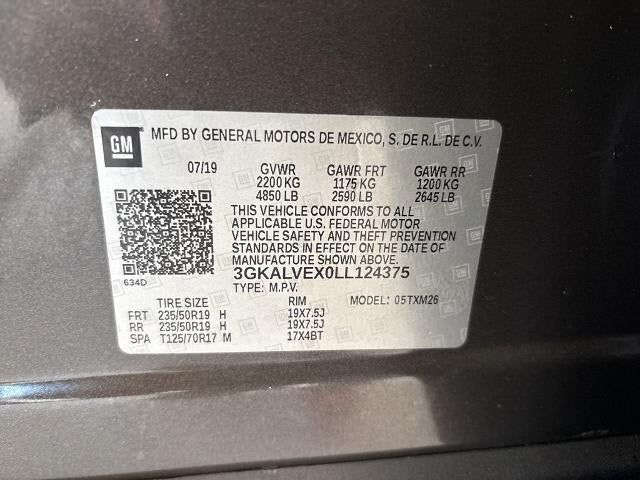 GM
MFD BY GENERAL MOTORS DE MEXICO, S. DE R.L. DE C.V.
07/19 GVWR GAWR FRT GAWR RR
2200 KG 1175 KG 1200 KG
4850 LB 2590 LB 2645 LB
THIS VEHICLE CONFORMS TO ALL
APPLICABLE U.S. FEDERAL MOTOR
VEHICLE SAFETY AND THEFT PREVENTION
STANDARDS IN EFFECT ON THE DATE OF
MANUFACTURE SHOWN ABOVE.
634D
3GKALVEX0LL124375
TYPE: M.P.V.
TIRE SIZE RIM MODEL: 05TXM26
FRT 235/50R19 H 19X7.5J
RR 235/50R19 H 19X7.5J
SPA T125/70R17 M 17X4BT